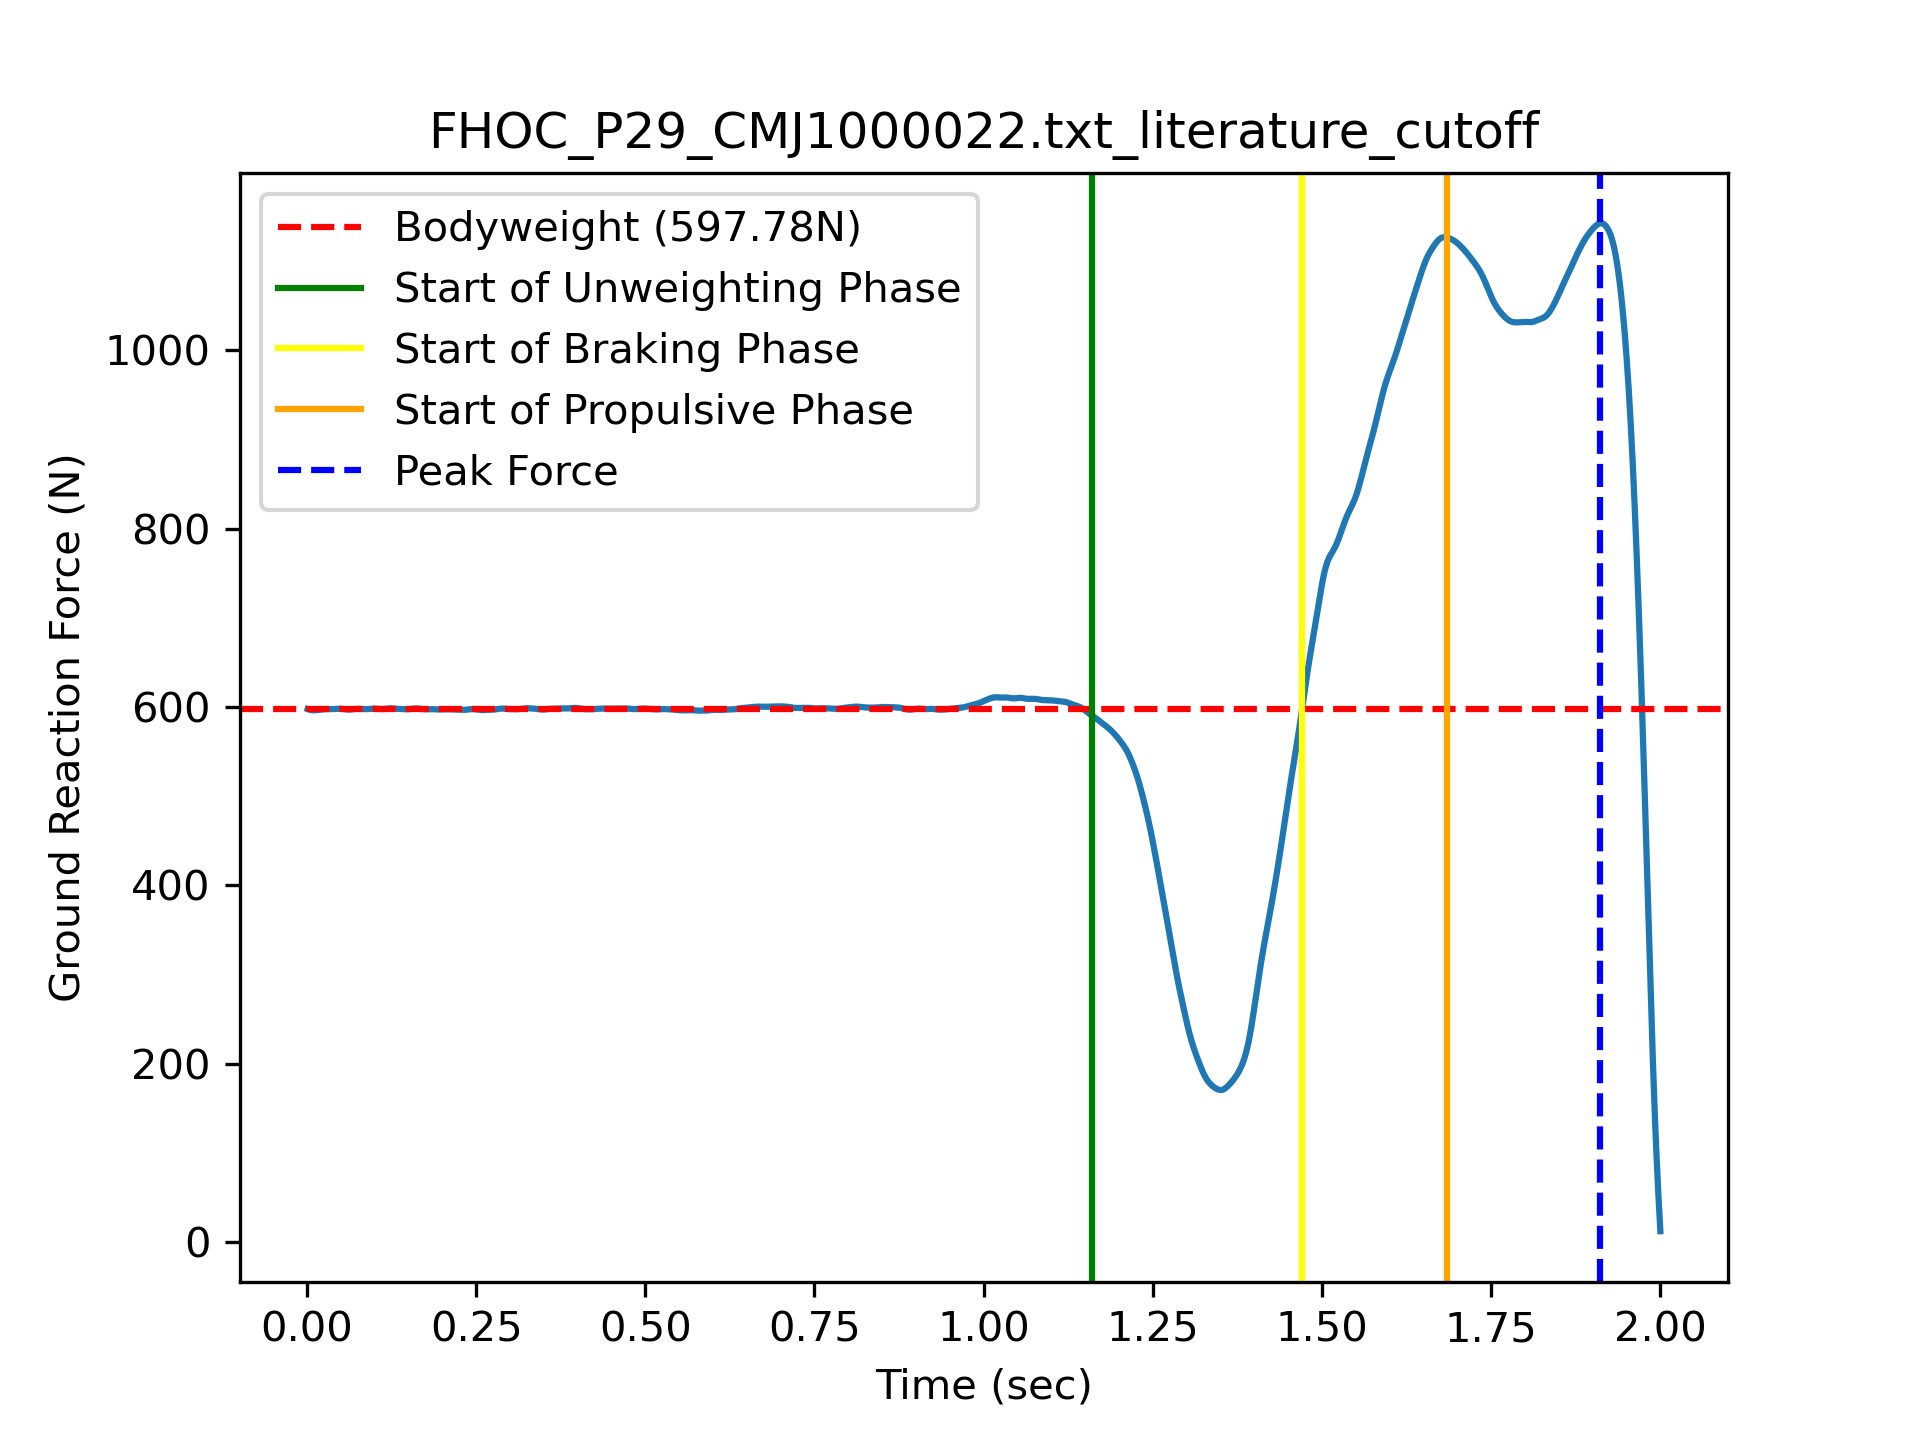 FHOC_P29_CMJ1000022.txt_literature_cutoff
Bodyweight (597.78N)
Start of Unweighting Phase
Start of Braking Phase
Start of Propulsive Phase
Peak Force
Ground Reaction Force (N)
1000
800
600
400
200
0
0.00 0.25 0.50 0.75 1.00 1.25 1.50 1.75 2.00
Time (sec)